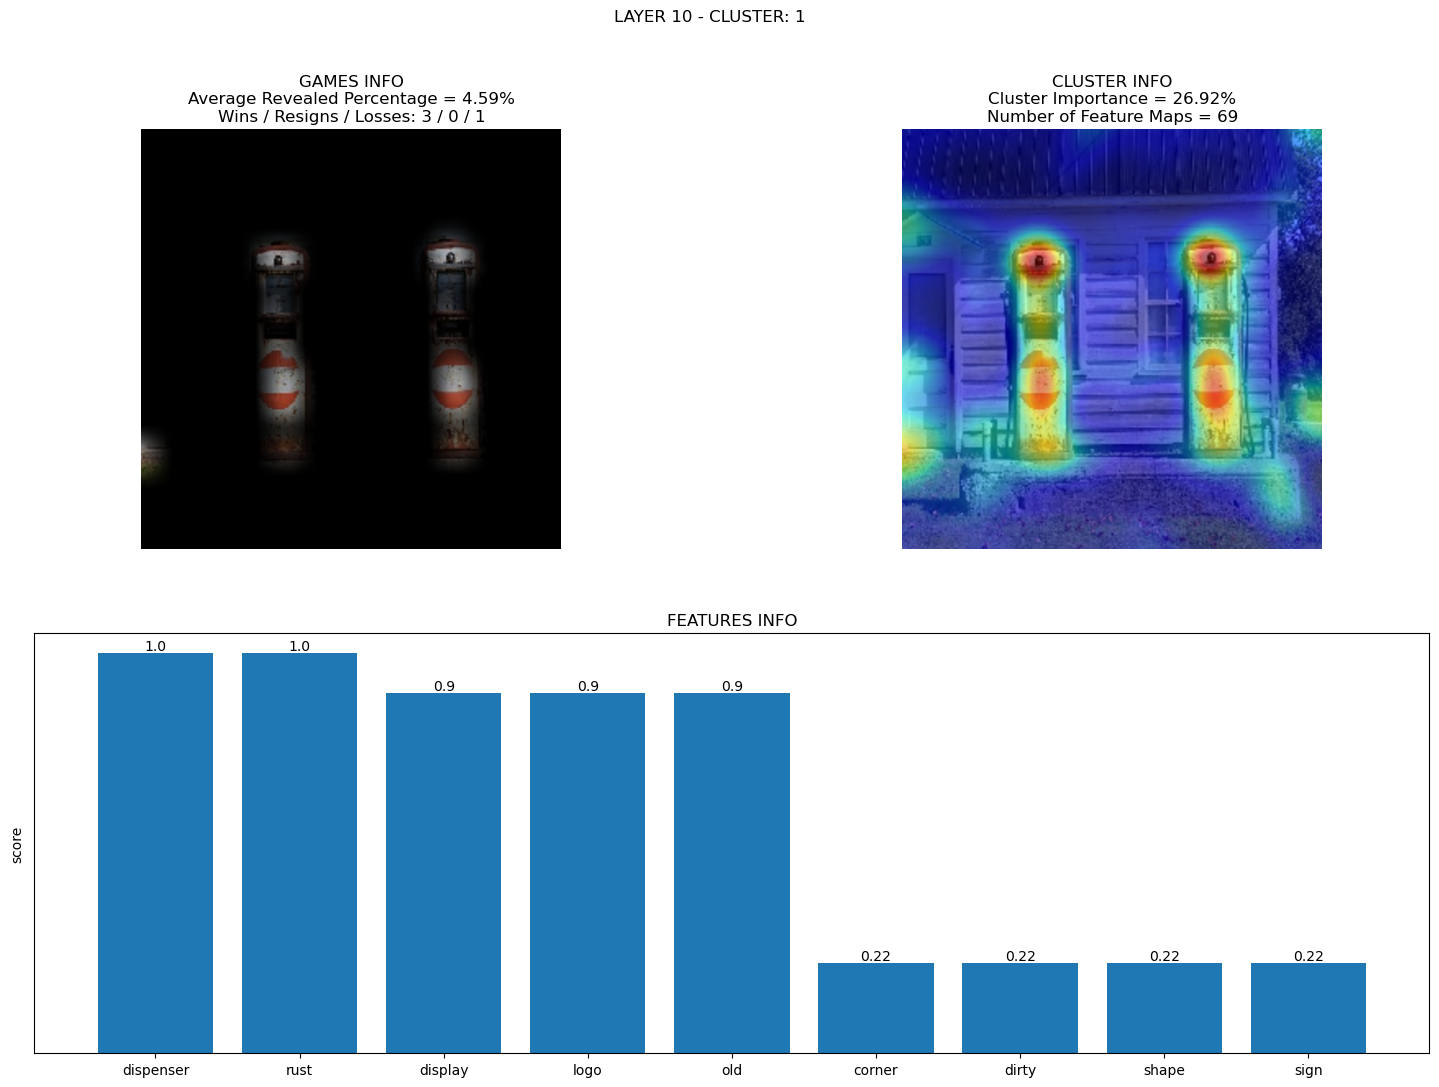 LAYER 10 - CLUSTER: 1
GAMES INFO
Average Revealed Percentage = 4.59%
Wins / Resigns / Losses: 3 / 0 / 1
CLUSTER INFO
Cluster Importance = 26.92%
Number of Feature Maps = 69
FEATURES INFO
score
1.0
1.0
0.9
0.9
0.9
0.22
0.22
0.22
0.22
dispenser
rust
display
logo
old
corner
dirty
shape
sign